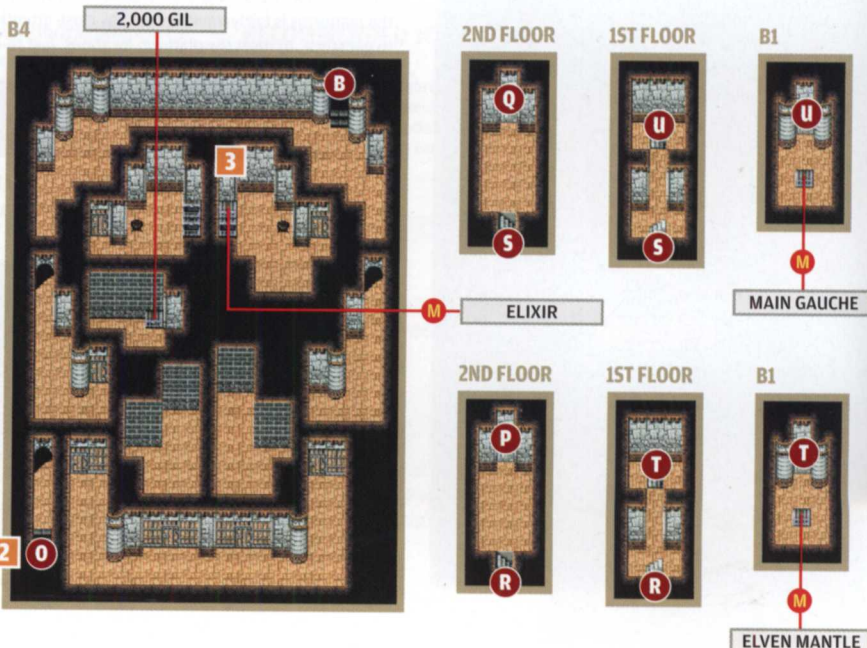 2,000 GIL
B4
2ND FLOOR
1ST FLOOR
B1
B
Q
U
U
3
S
S
M
M
ELIXIR
MAIN GAUCHE
2ND FLOOR
1ST FLOOR
B1
P
T
T
2
O
R
R
M
ELVEN MANTLE